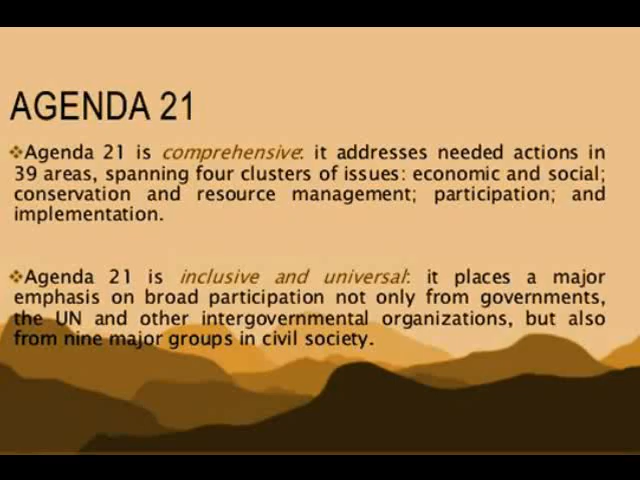 AGENDA 21
❖Agenda 21 is comprehensive: it addresses needed actions in
39 areas, spanning four clusters of issues: economic and social;
conservation and resource management; participation; and
implementation.
❖Agenda 21 is inclusive and universal: it places a major
emphasis on broad participation not only from governments,
the UN and other intergovernmental organizations, but also
from nine major groups in civil society.